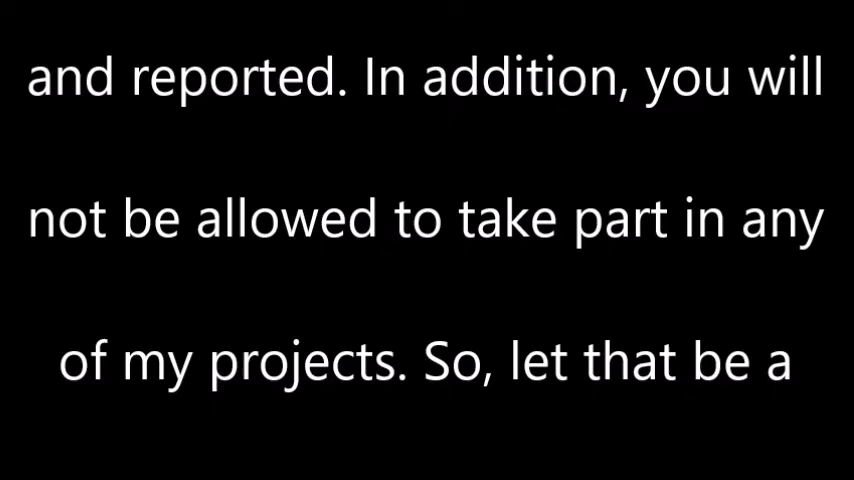 and reported. In addition, you will
not be allowed to take part in any
of my projects. So, let that be a